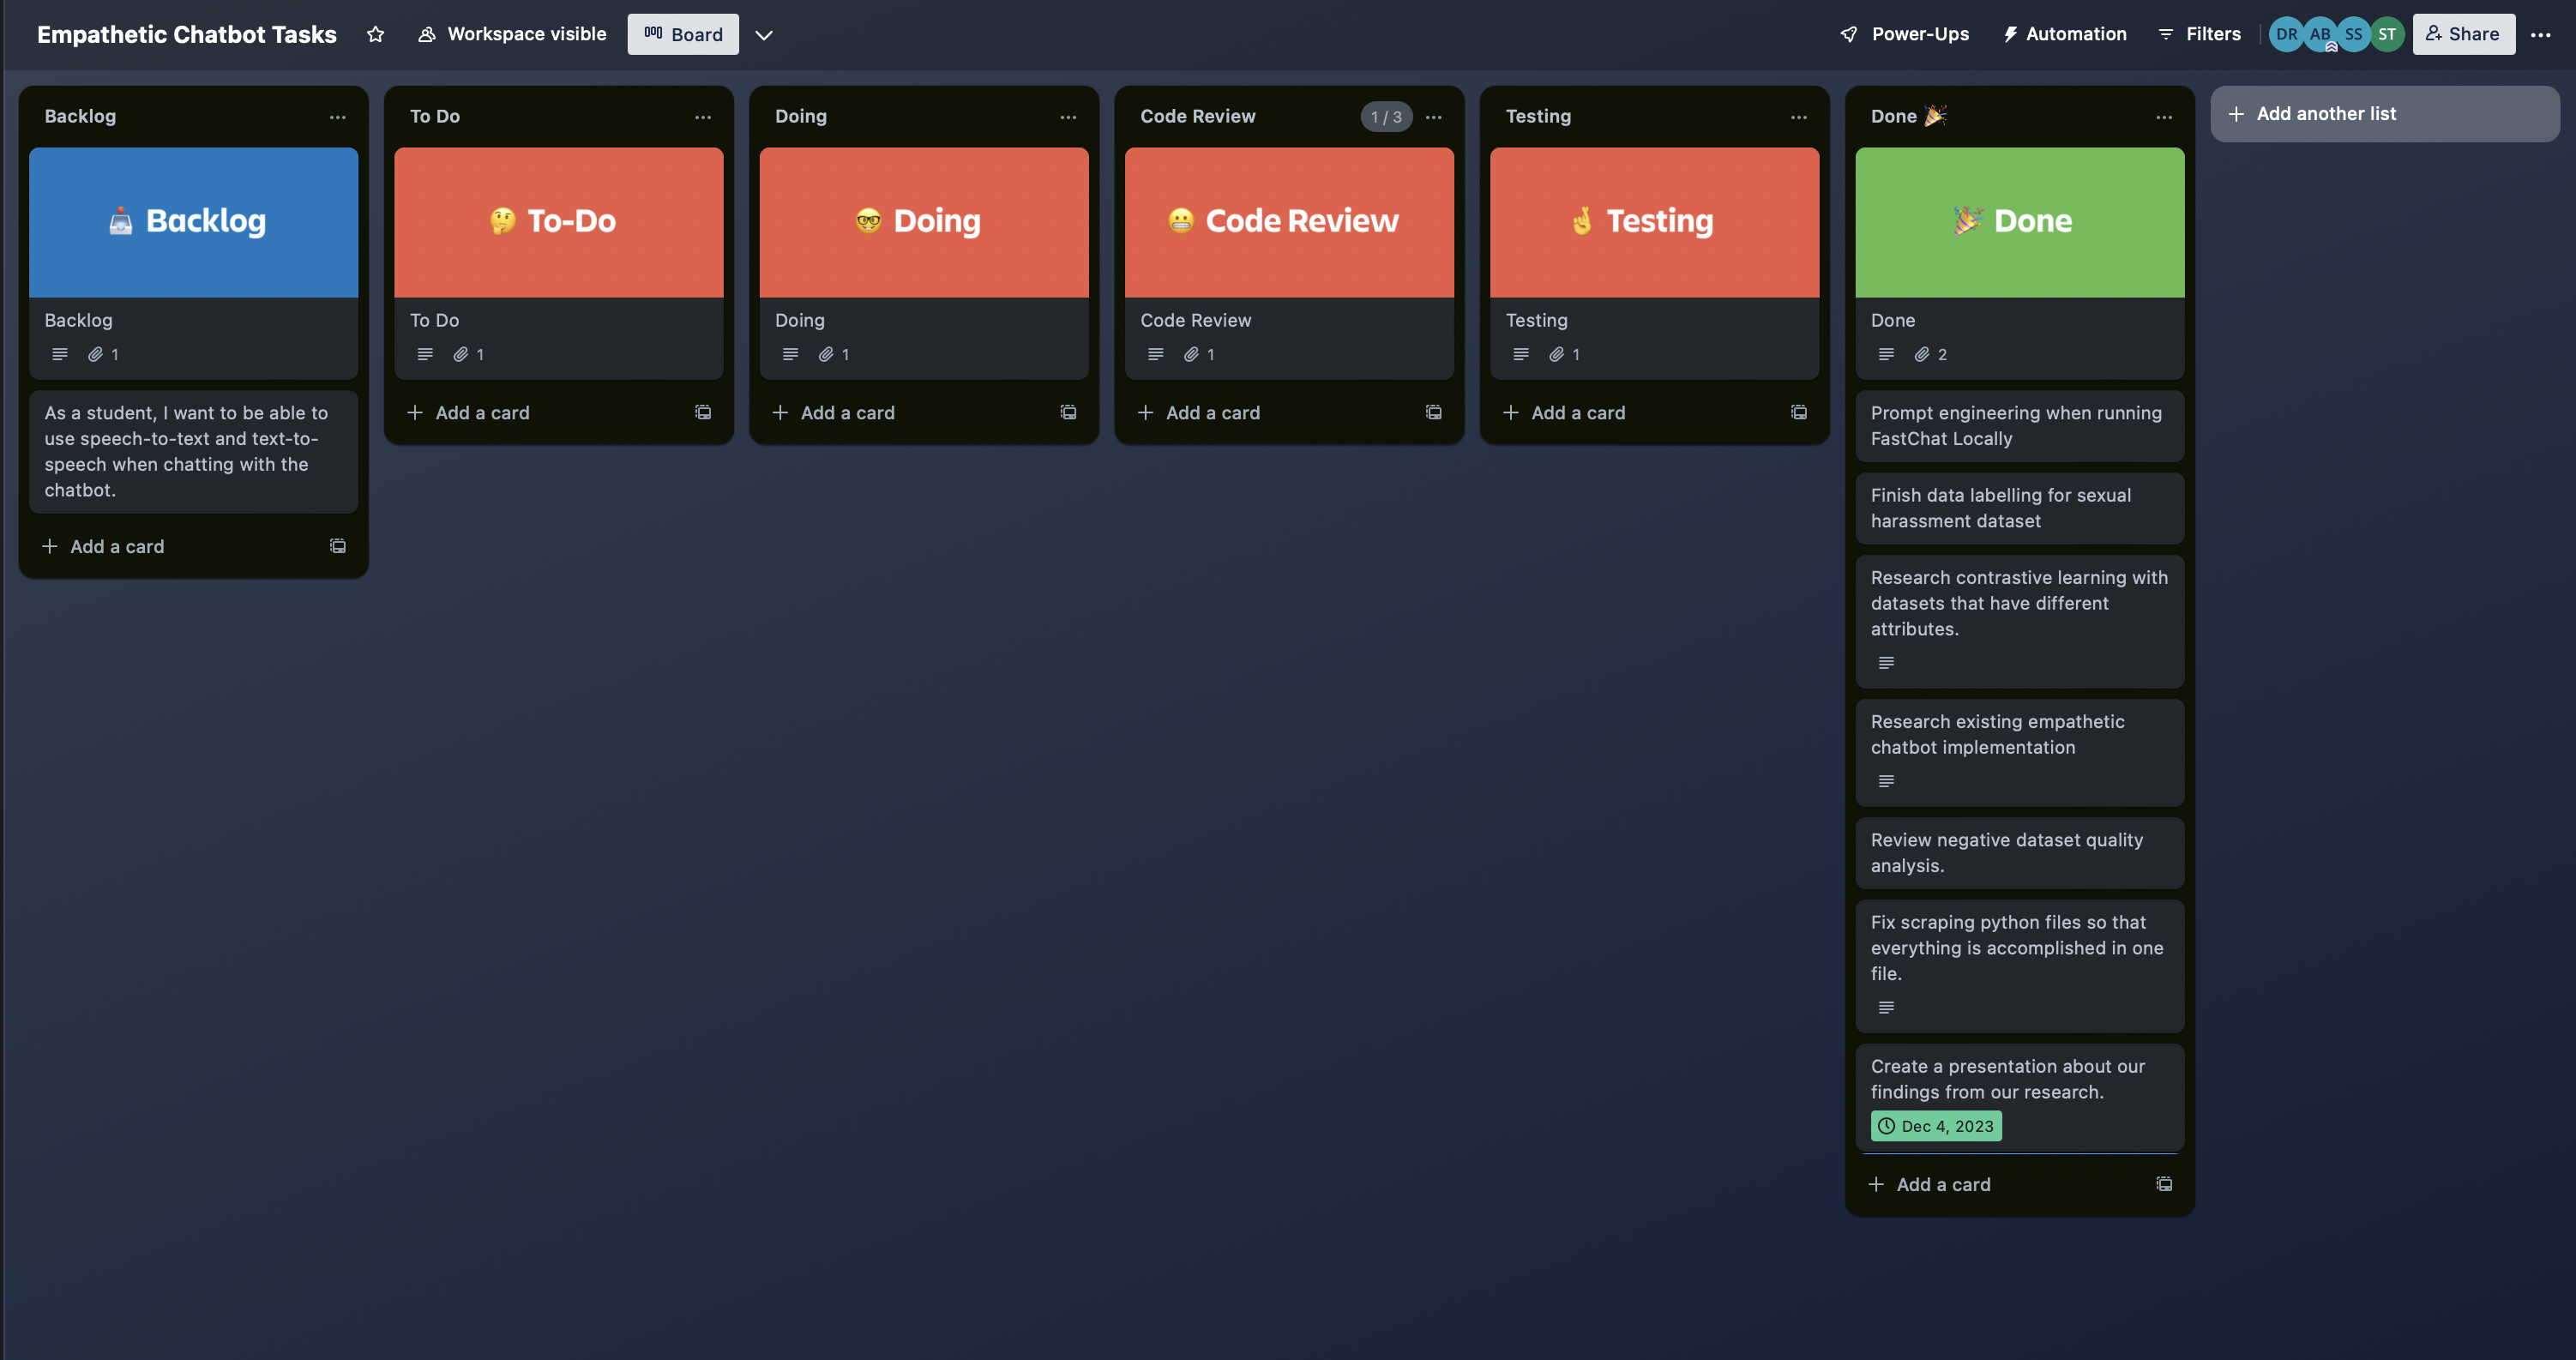 Empathetic Chatbot Tasks
Workspace visible
Board
Power-Ups
Automation
Filters
DR
AB
SS
ST
Share
Backlog
Backlog
Backlog
1
As a student, I want to be able to
use speech-to-text and text-to-
speech when chatting with the
chatbot.
Add a card
To Do
To-Do
To Do
1
Add a card
Doing
Doing
Doing
1
Add a card
Code Review
1 / 3
Code Review
Code Review
1
Add a card
Testing
Testing
Testing
1
Add a card
Done
Done
Done
2
Prompt engineering when running
FastChat Locally
Finish data labelling for sexual
harassment dataset
Research contrastive learning with
datasets that have different
attributes.
Research existing empathetic
chatbot implementation
Review negative dataset quality
analysis.
Fix scraping python files so that
everything is accomplished in one
file.
Create a presentation about our
findings from our research.
Dec 4, 2023
Add a card
Add another list